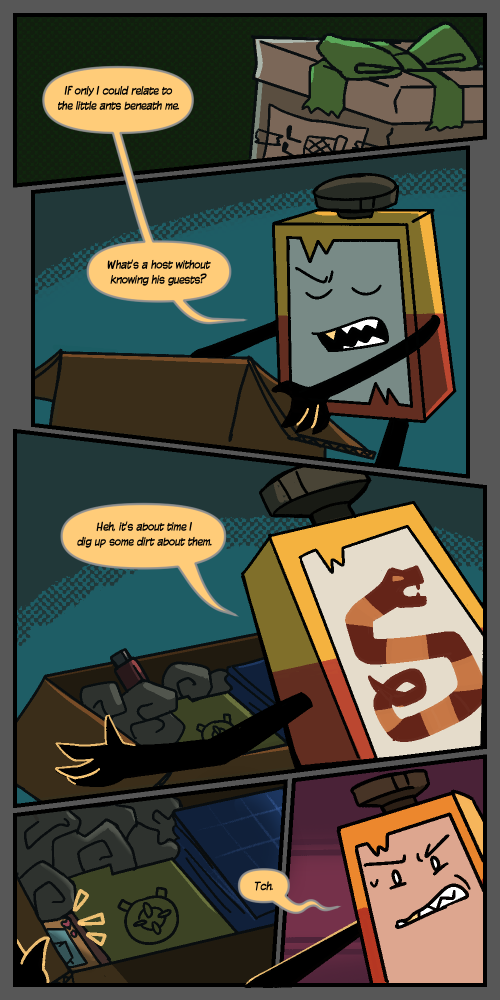 If only I could relate to
the little ants beneath me.
What's a host without
knowing his guests?
Heh, it's about time I
dig up some dirt about them.
Tch.